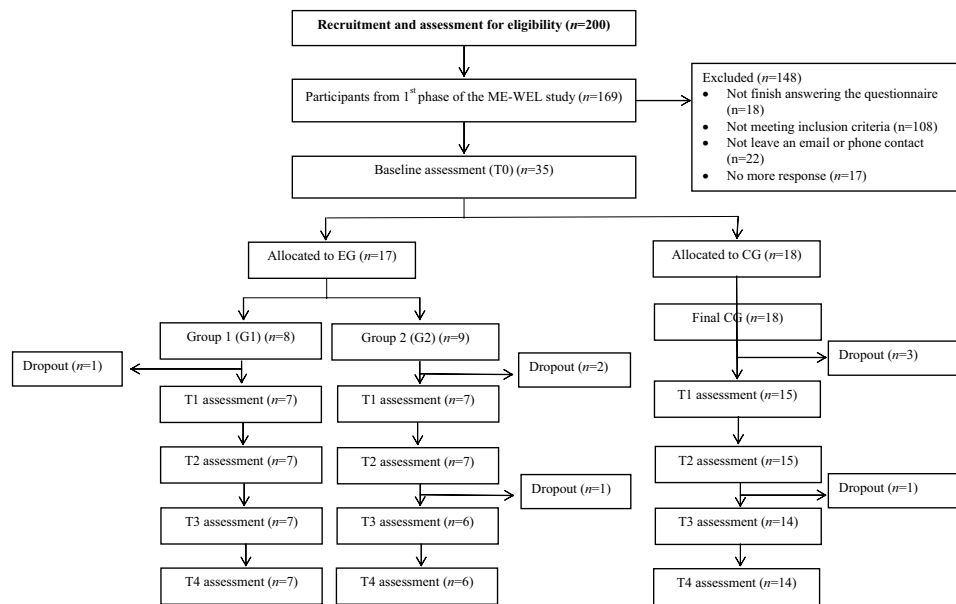 Recruitment and assessment for eligibility (n=200)
Participants from 1st phase of the ME-WEL study (n=169)
Excluded (n=148)
• Not finish answering the questionnaire
(n=18)
• Not meeting inclusion criteria (n=108)
• Not leave an email or phone contact
(n=22)
• No more response (n=17)
Baseline assessment (T0) (n=35)
Allocated to EG (n=17)
Allocated to CG (n=18)
Final CG (n=18)
Group 1 (G1) (n=8)
Group 2 (G2) (n=9)
Dropout (n=1)
Dropout (n=2)
Dropout (n=3)
T1 assessment (n=7)
T1 assessment (n=7)
T1 assessment (n=15)
T2 assessment (n=7)
T2 assessment (n=7)
T2 assessment (n=15)
Dropout (n=1)
Dropout (n=1)
T3 assessment (n=7)
T3 assessment (n=6)
T3 assessment (n=14)
T4 assessment (n=7)
T4 assessment (n=6)
T4 assessment (n=14)